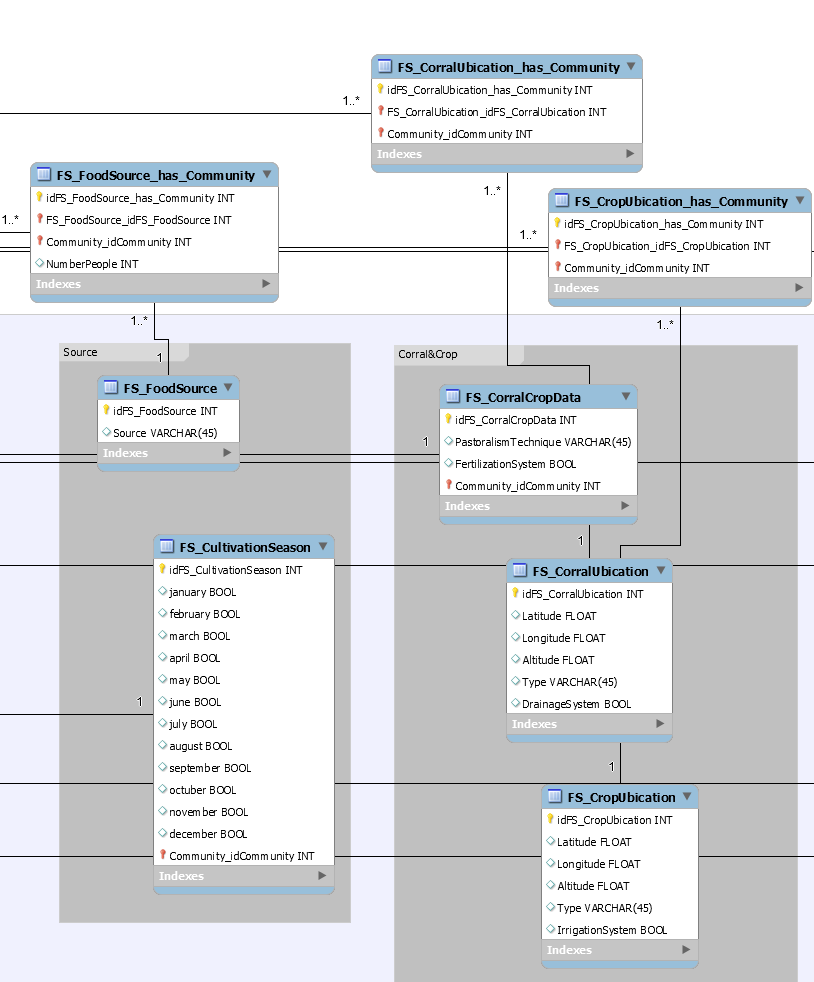 FS_CorralUbication_has_Community
idFS_CorralUbication_has_Community INT
FS_CorralUbication_idFS_CorralUbication INT
Community_idCommunity INT
Indexes
1..*
1..*
FS_FoodSource_has_Community
idFS_FoodSource_has_Community INT
FS_FoodSource_idFS_FoodSource INT
Community_idCommunity INT
NumberPeople INT
Indexes
1..*
1..*
FS_CropUbication_has_Community
idFS_CropUbication_has_Community INT
FS_CropUbication_idFS_CropUbication INT
Community_idCommunity INT
Indexes
1..*
1..*
Source
1
FS_FoodSource
idFS_FoodSource INT
Source VARCHAR(45)
Indexes
FS_CultivationSeason
idFS_CultivationSeason INT
january BOOL
february BOOL
march BOOL
april BOOL
may BOOL
june BOOL
july BOOL
august BOOL
september BOOL
octuber BOOL
november BOOL
december BOOL
Community_idCommunity INT
Indexes
1
Corral&Crop
FS_CorralCropData
idFS_CorralCropData INT
PastoralismTechnique VARCHAR(45)
FertilizationSystem BOOL
Community_idCommunity INT
Indexes
1
1
FS_CorralUbication
idFS_CorralUbication INT
Latitude FLOAT
Longitude FLOAT
Altitude FLOAT
Type VARCHAR(45)
DrainageSystem BOOL
Indexes
1
FS_CropUbication
idFS_CropUbication INT
Latitude FLOAT
Longitude FLOAT
Altitude FLOAT
Type VARCHAR(45)
IrrigationSystem BOOL
Indexes